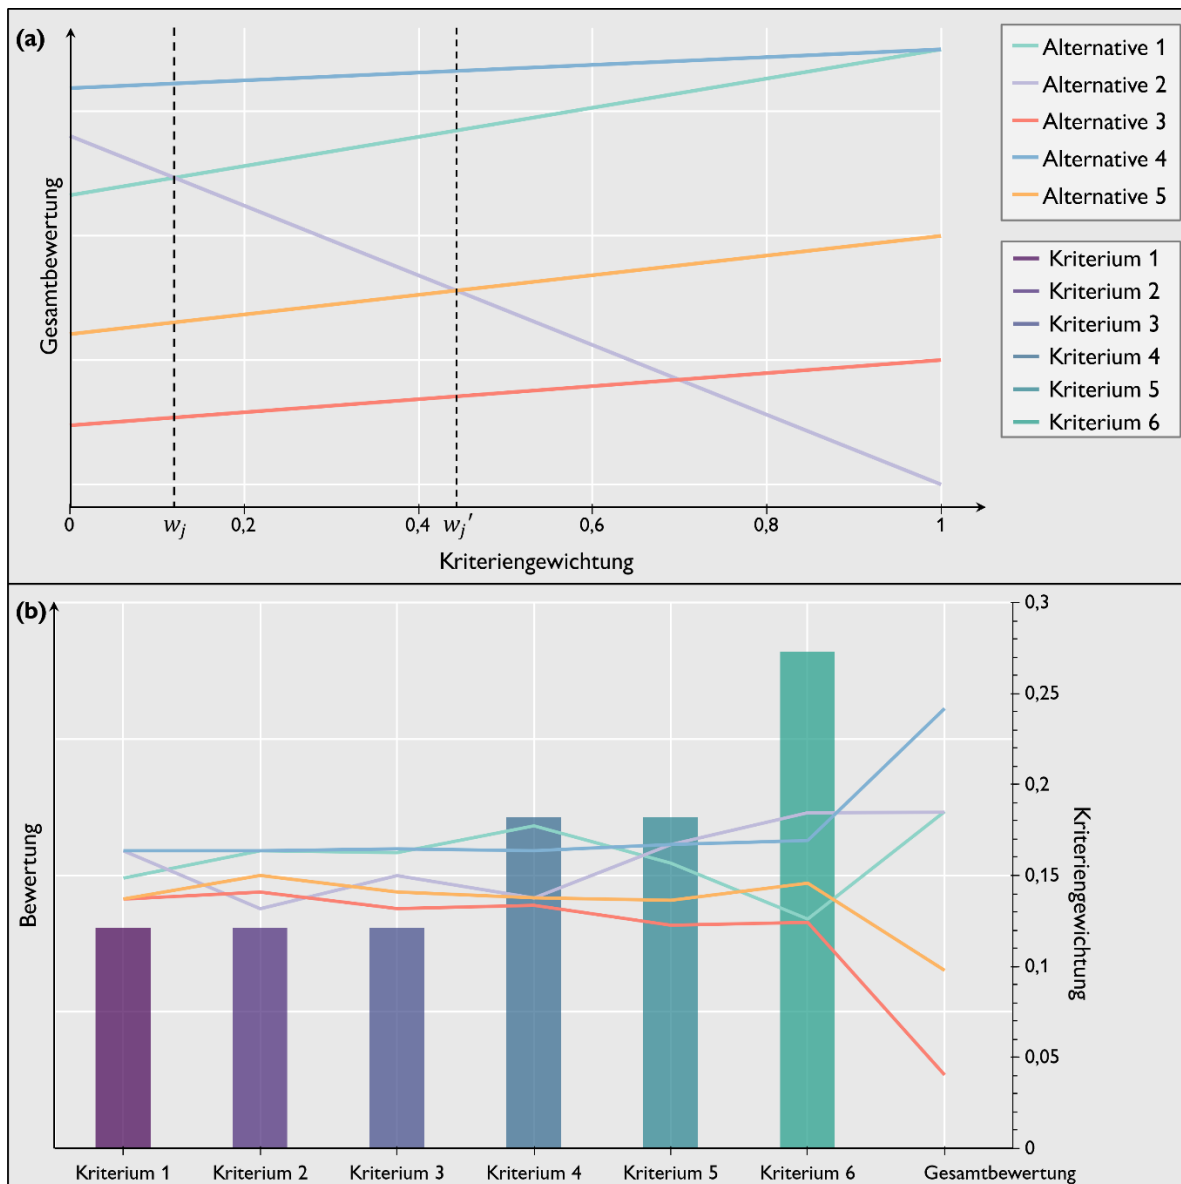 (a)
Gesamtbewertung
0
w_j
0,2
0,4
w_j'
0,6
0,8
1
Kriteriengewichtung
Alternative 1
Alternative 2
Alternative 3
Alternative 4
Alternative 5
Kriterium 1
Kriterium 2
Kriterium 3
Kriterium 4
Kriterium 5
Kriterium 6
(b)
Bewertung
0,3
0,25
0,2
0,15
0,1
0,05
0
Kriteriengewichtung
Kriterium 1
Kriterium 2
Kriterium 3
Kriterium 4
Kriterium 5
Kriterium 6
Gesamtbewertung